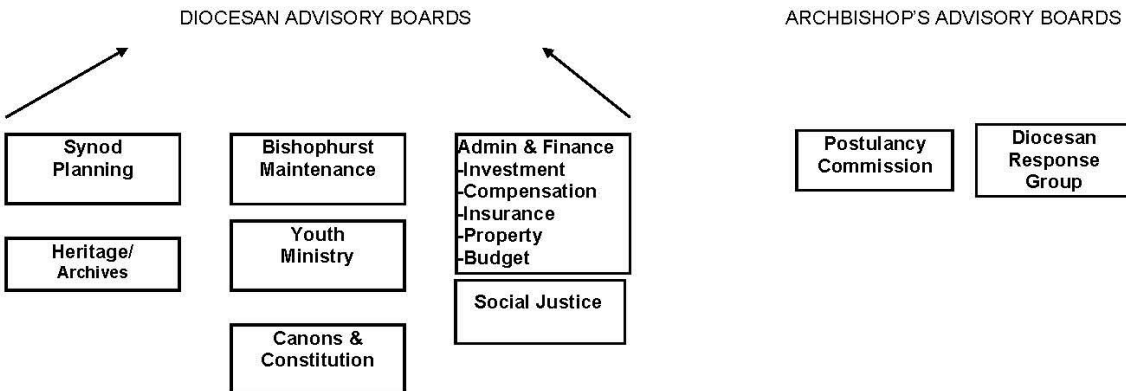 DIOCESAN ADVISORY BOARDS
ARCHBISHOP'S ADVISORY BOARDS
Synod
Planning
Bishophurst
Maintenance
Admin & Finance
-Investment
-Compensation
-Insurance
-Property
-Budget
Postulancy
Commission
Diocesan
Response
Group
Heritage/
Archives
Youth
Ministry
Social Justice
Canons &
Constitution